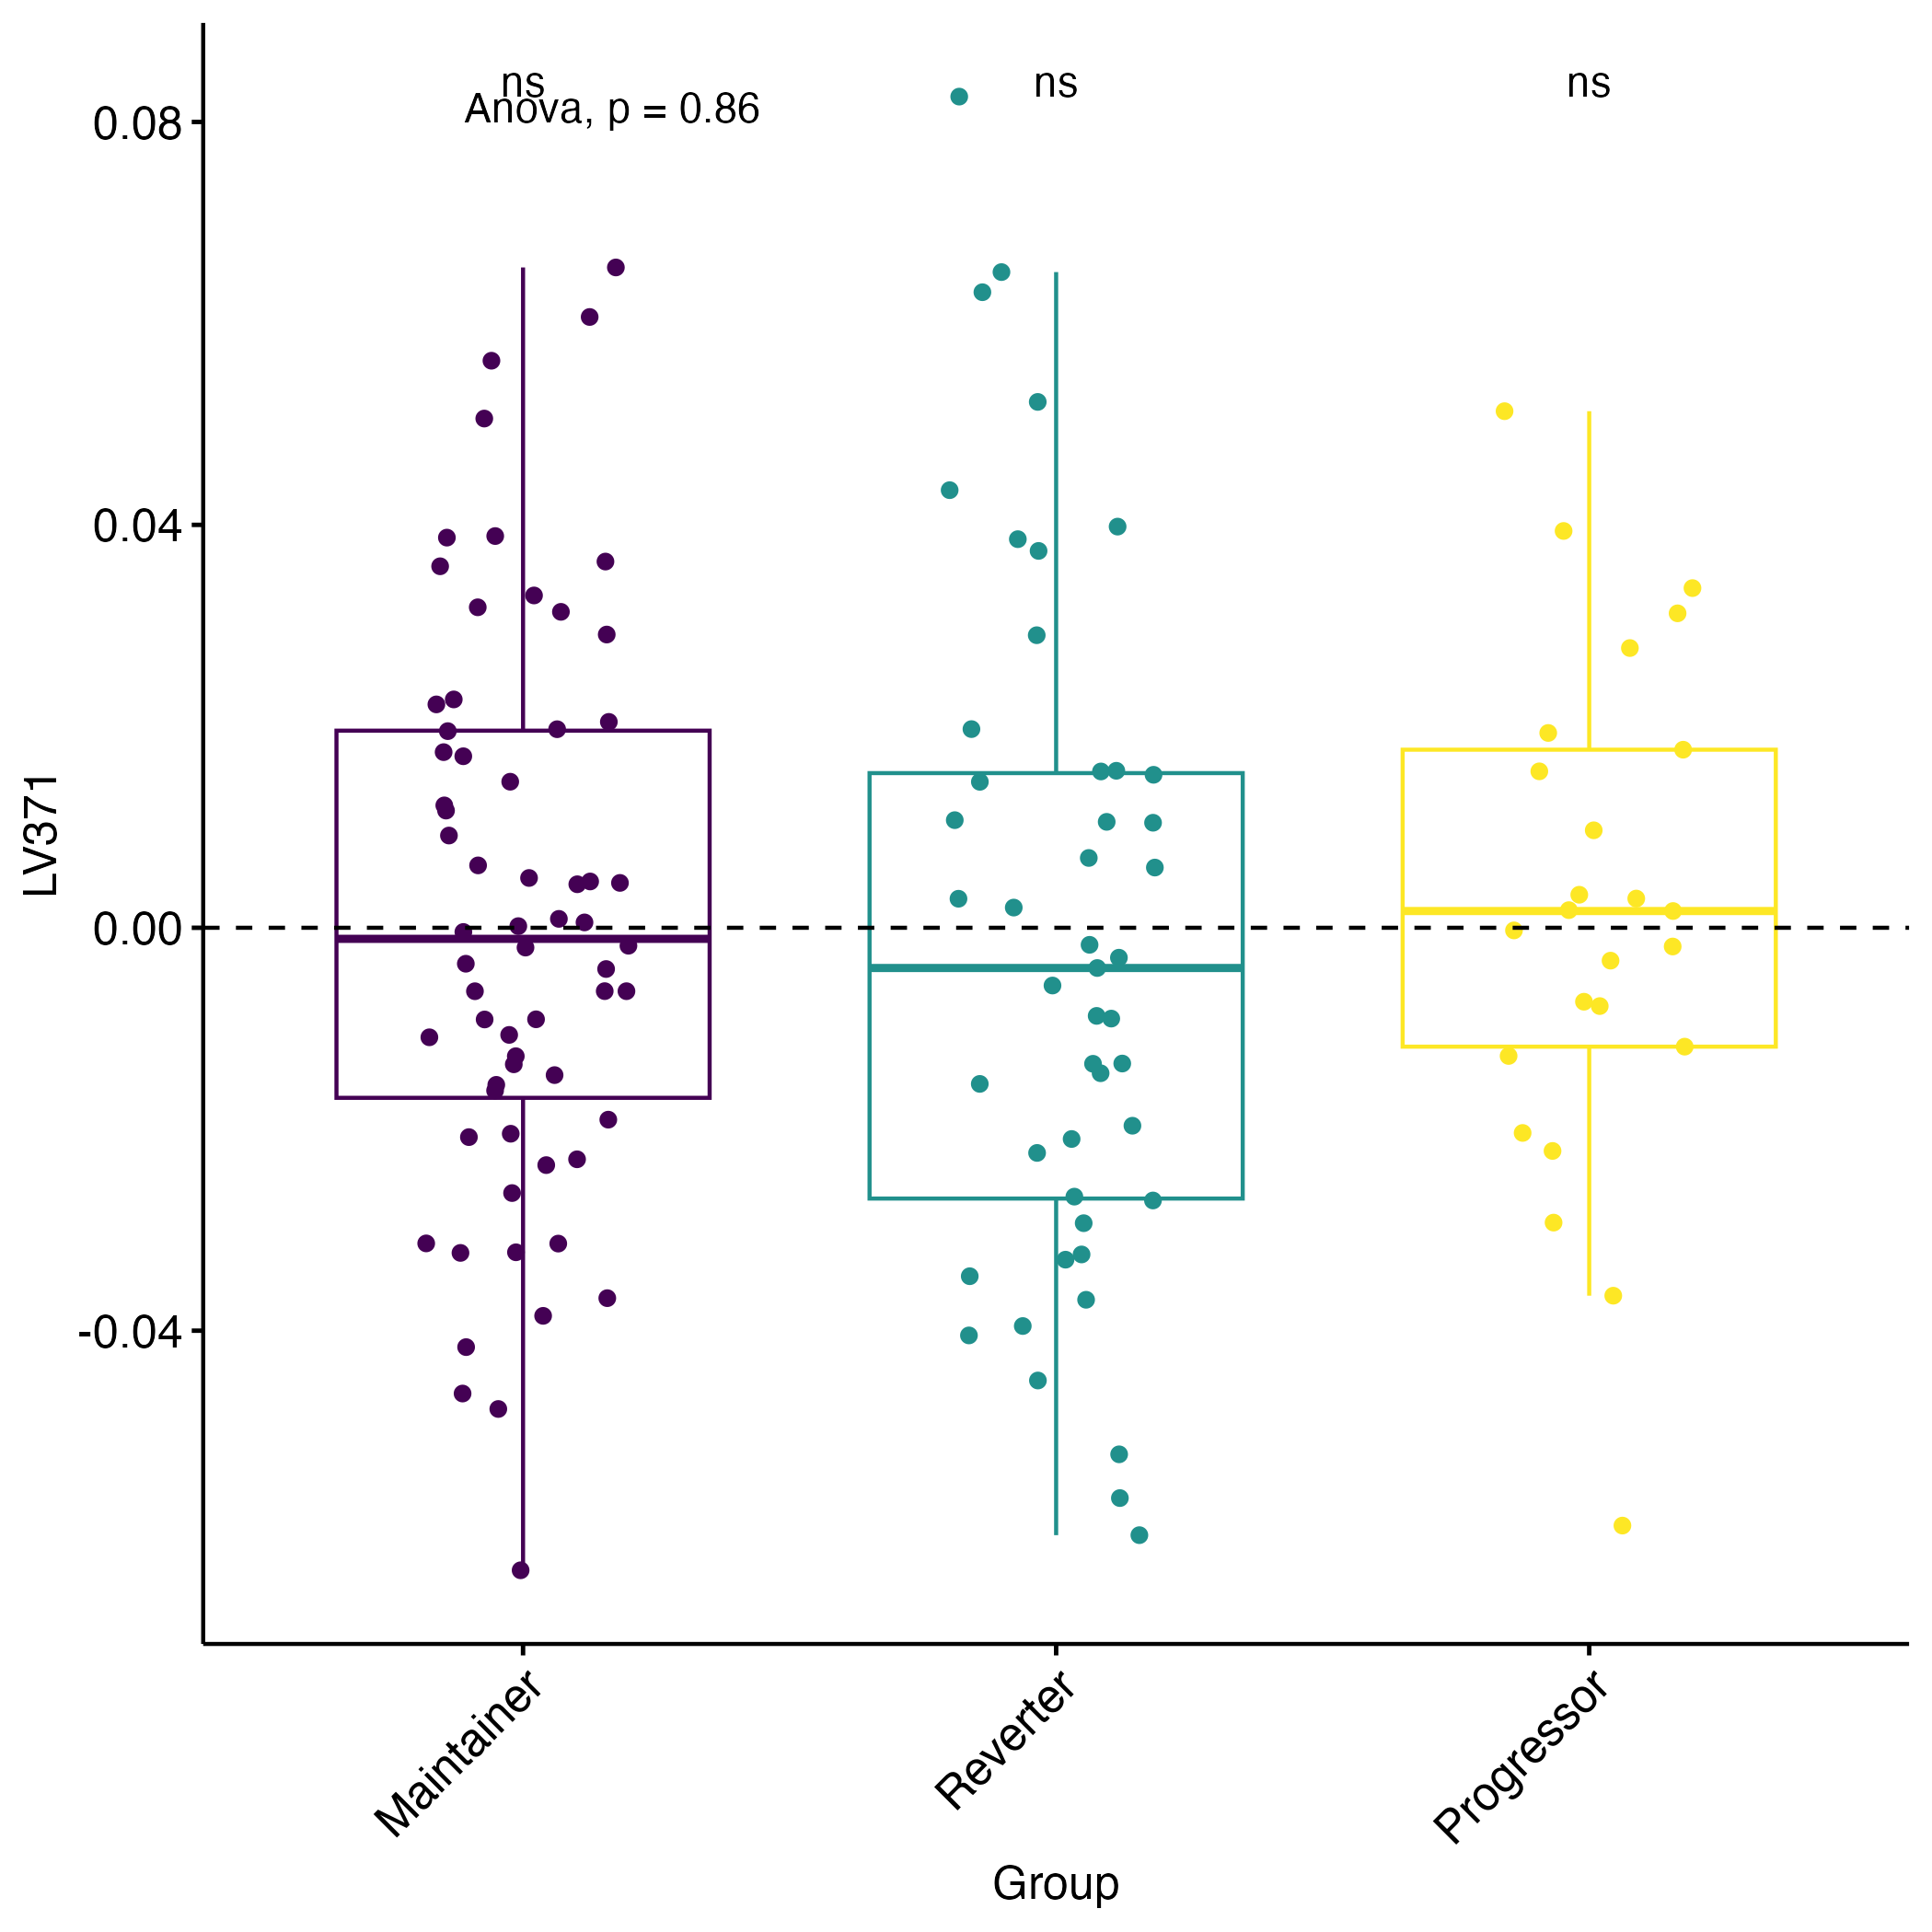 ns ns ns
Anova, p = 0.86
0.08
0.04
0.00
-0.04
LV371
Maintainer
Reverter
Progressor
Group